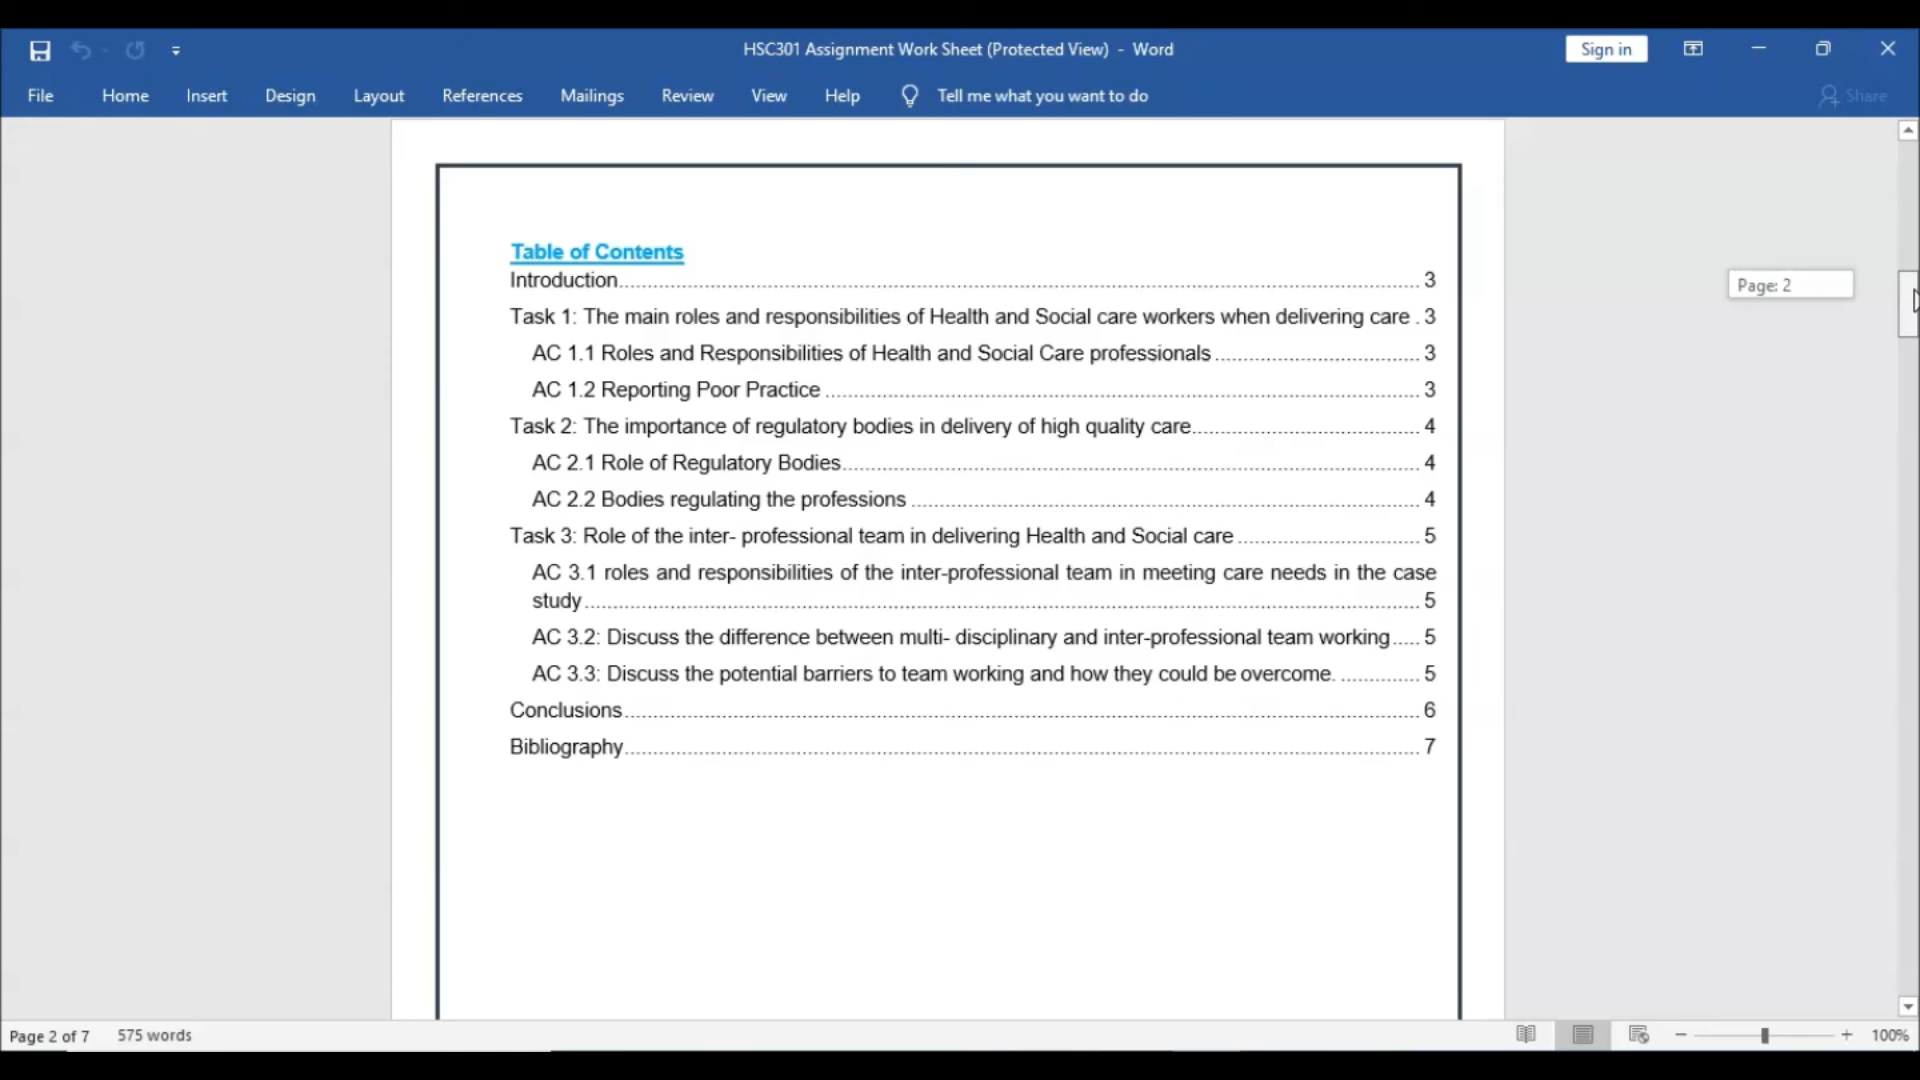 HSC301 Assignment Work Sheet (Protected View) - Word
Sign in
File Home Insert Design Layout References Mailings Review View Help Tell me what you want to do Share
Table of Contents
Introduction 3
Task 1: The main roles and responsibilities of Health and Social care workers when delivering care . 3
AC 1.1 Roles and Responsibilities of Health and Social Care professionals 3
AC 1.2 Reporting Poor Practice 3
Task 2: The importance of regulatory bodies in delivery of high quality care 4
AC 2.1 Role of Regulatory Bodies 4
AC 2.2 Bodies regulating the professions 4
Task 3: Role of the inter- professional team in delivering Health and Social care 5
AC 3.1 roles and responsibilities of the inter-professional team in meeting care needs in the case
study 5
AC 3.2: Discuss the difference between multi- disciplinary and inter-professional team working 5
AC 3.3: Discuss the potential barriers to team working and how they could be overcome. 5
Conclusions 6
Bibliography 7
Page: 2
Page 2 of 7 575 words 100%